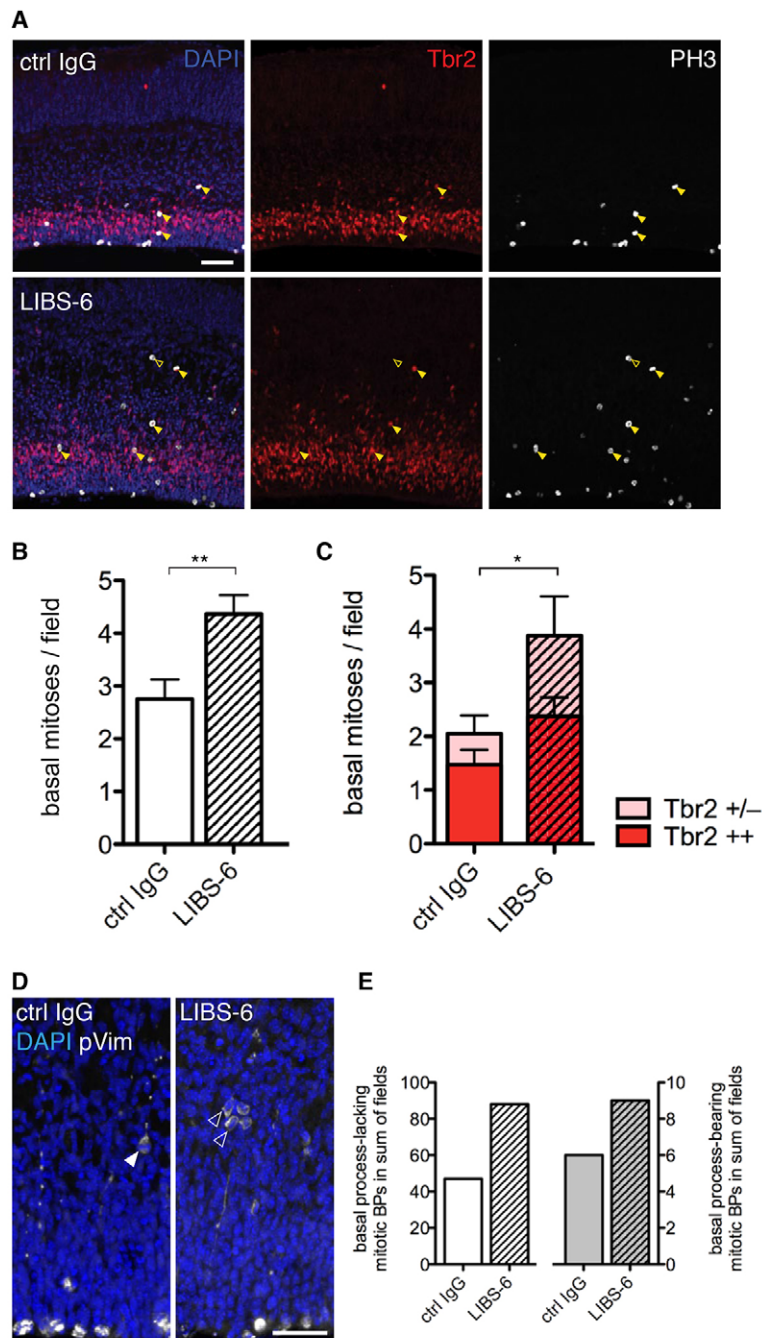 A
ctrl IgG DAPI
Tbr2
PH3
LIBS-6
B
basal mitoses / field
**
5
4
3
2
1
0
ctrl IgG
LIBS-6
C
basal mitoses / field
*
5
4
3
2
1
0
ctrl IgG
LIBS-6
Tbr2 +/–
Tbr2 ++
D
ctrl IgG
DAPI pVim
LIBS-6
E
basal process-lacking
mitotic BPs in sum of fields
100
80
60
40
20
0
ctrl IgG
LIBS-6
ctrl IgG
LIBS-6
10
8
6
4
2
0
basal process-bearing
mitotic BPs in sum of fields